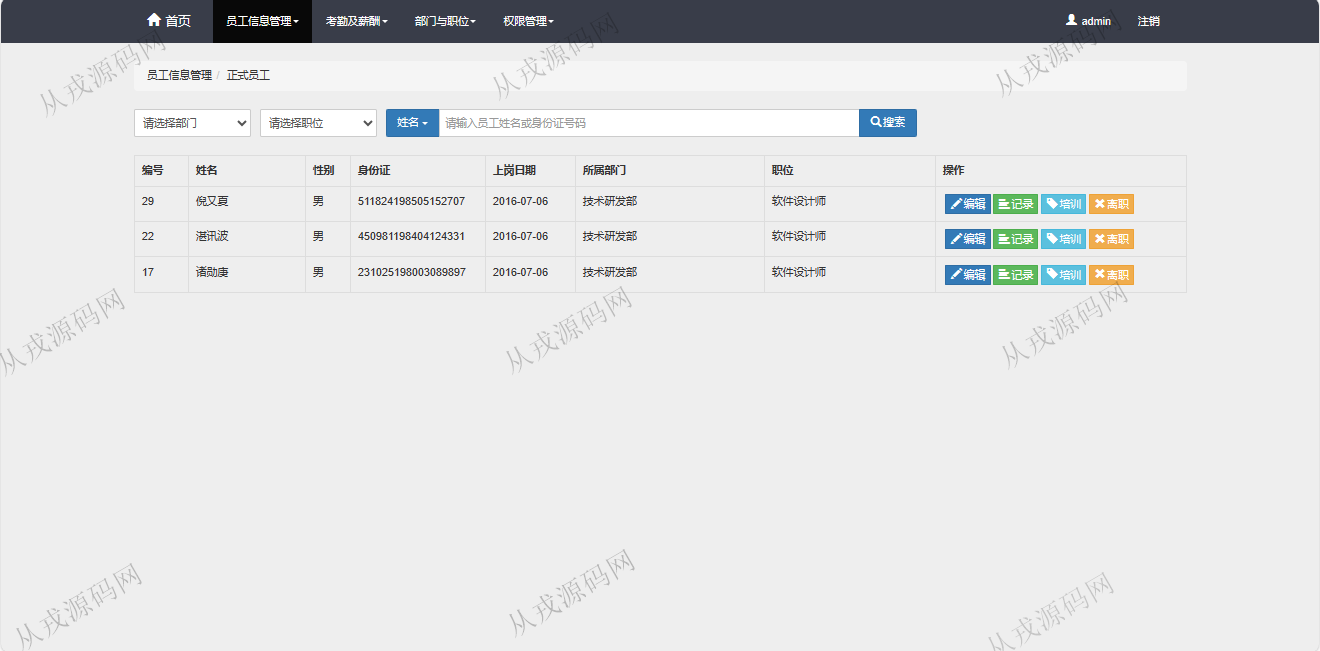 首页 员工信息管理 考勤及薪酬 部门与职位 权限管理 admin 注销
员工信息管理 / 正式员工
请选择部门 请选择职位 姓名 请输入员工姓名或身份证号码 搜索
编号 姓名 性别 身份证 上岗日期 所属部门 职位 操作
29 倪又夏 男 511824198505152707 2016-07-06 技术研发部 软件设计师 编辑 记录 培训 离职
22 湛讯波 男 450981198404124331 2016-07-06 技术研发部 软件设计师 编辑 记录 培训 离职
17 诸勋庚 男 231025198003089897 2016-07-06 技术研发部 软件设计师 编辑 记录 培训 离职
从戎源码网 从戎源码网 从戎源码网
从戎源码网 从戎源码网 从戎源码网
从戎源码网 从戎源码网 从戎源码网